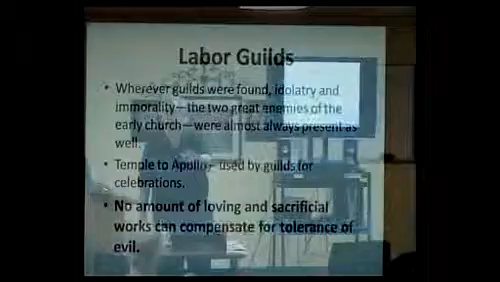 Labor Guilds
• Wherever guilds were found, idolatry and
immorality—the two great enemies of the
early church—were almost always present as
well.
• Temple to Apollo – used by guilds for
celebrations.
• No amount of loving and sacrificial
works can compensate for tolerance of
evil.